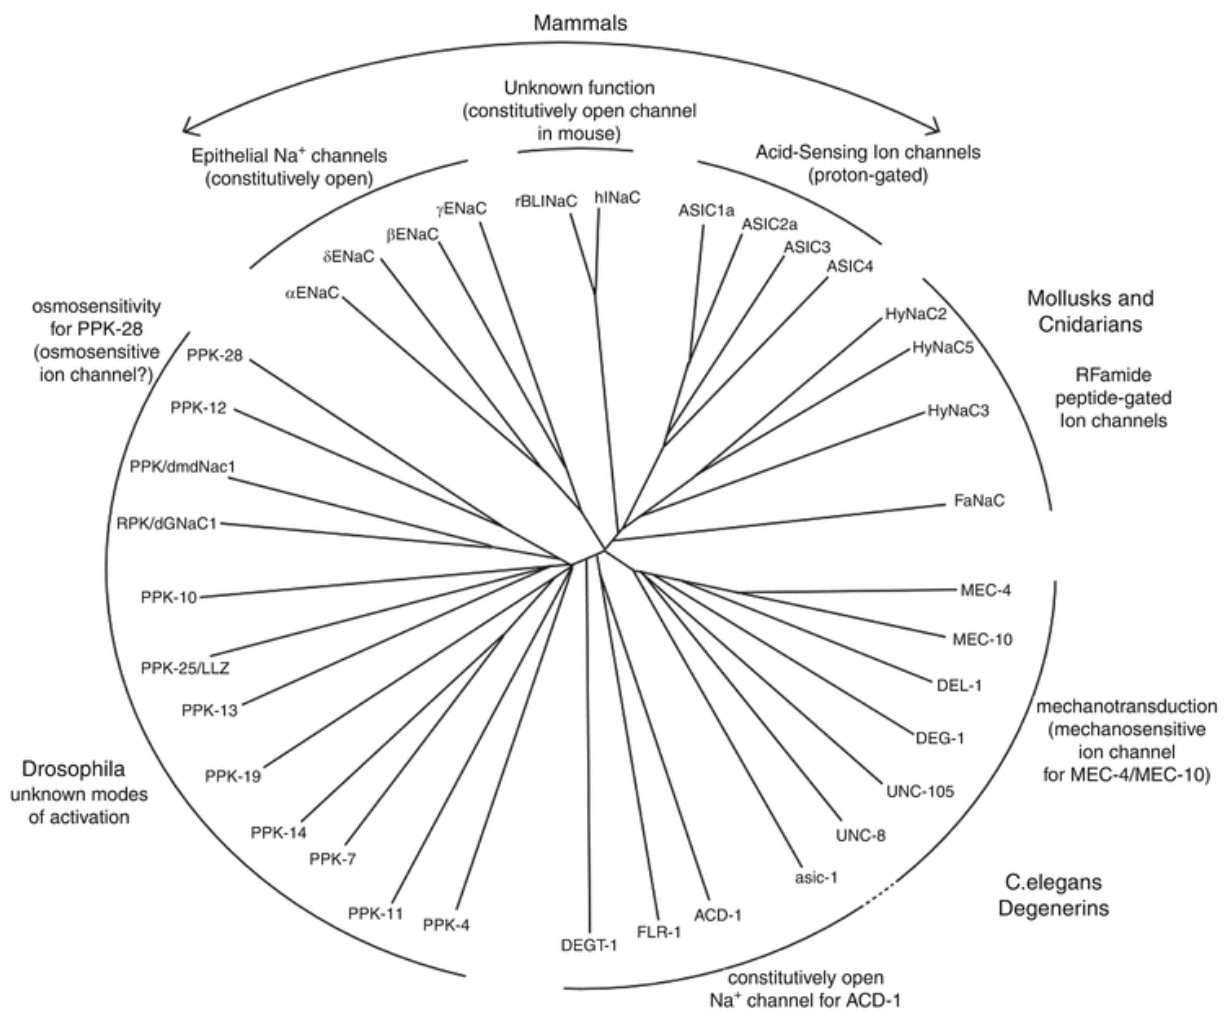 Mammals
Unknown function
(constitutively open channel
in mouse)
Epithelial Na⁺ channels
(constitutively open)
Acid-Sensing Ion channels
(proton-gated)
γENaC
rBLINaC
hINaC
ASIC1a
ASIC2a
βENaC
ASIC3
δENaC
ASIC4
αENaC
osmosensitivity
for PPK-28
(osmosensitive
ion channel?)
Mollusks and
Cnidarians
RFamide
peptide-gated
Ion channels
HyNaC2
HyNaC5
HyNaC3
FaNaC
PPK-28
PPK-12
PPK/dmdNac1
RPK/dGNaC1
PPK-10
PPK-25/LLZ
PPK-13
PPK-19
PPK-14
PPK-7
PPK-11
PPK-4
Drosophila
unknown modes
of activation
MEC-4
MEC-10
DEL-1
DEG-1
UNC-105
UNC-8
asic-1
ACD-1
FLR-1
DEGT-1
mechanotransduction
(mechanosensitive
ion channel
for MEC-4/MEC-10)
C.elegans
Degenerins
constitutively open
Na⁺ channel for ACD-1